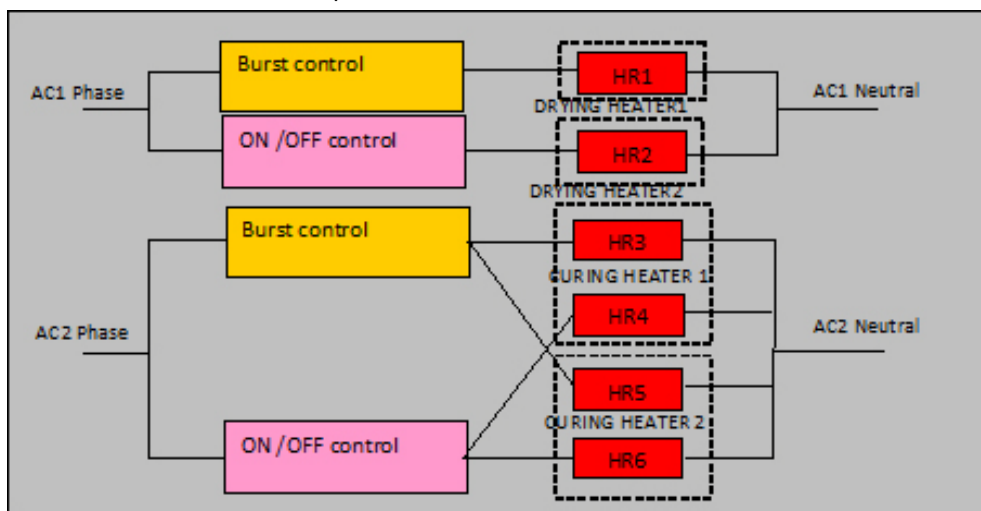 Burst control
HR1
AC1 Phase
AC1 Neutral
DRYING HEATER1
ON /OFF control
HR2
DRYING HEATER2
Burst control
HR3
CURING HEATER 1
HR4
AC2 Phase
AC2 Neutral
HR5
CURING HEATER 2
ON /OFF control
HR6